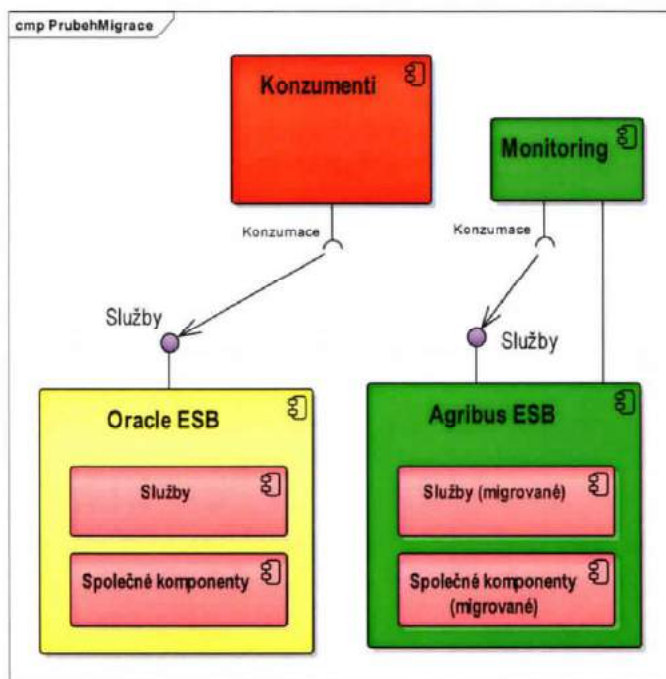 cmp PrubehMigrace
Konzumenti
Monitoring
Konzumace
Konzumace
Služby
Služby
Oracle ESB
Agribus ESB
Služby
Služby (migrované)
Společné komponenty
Společné komponenty
(migrované)